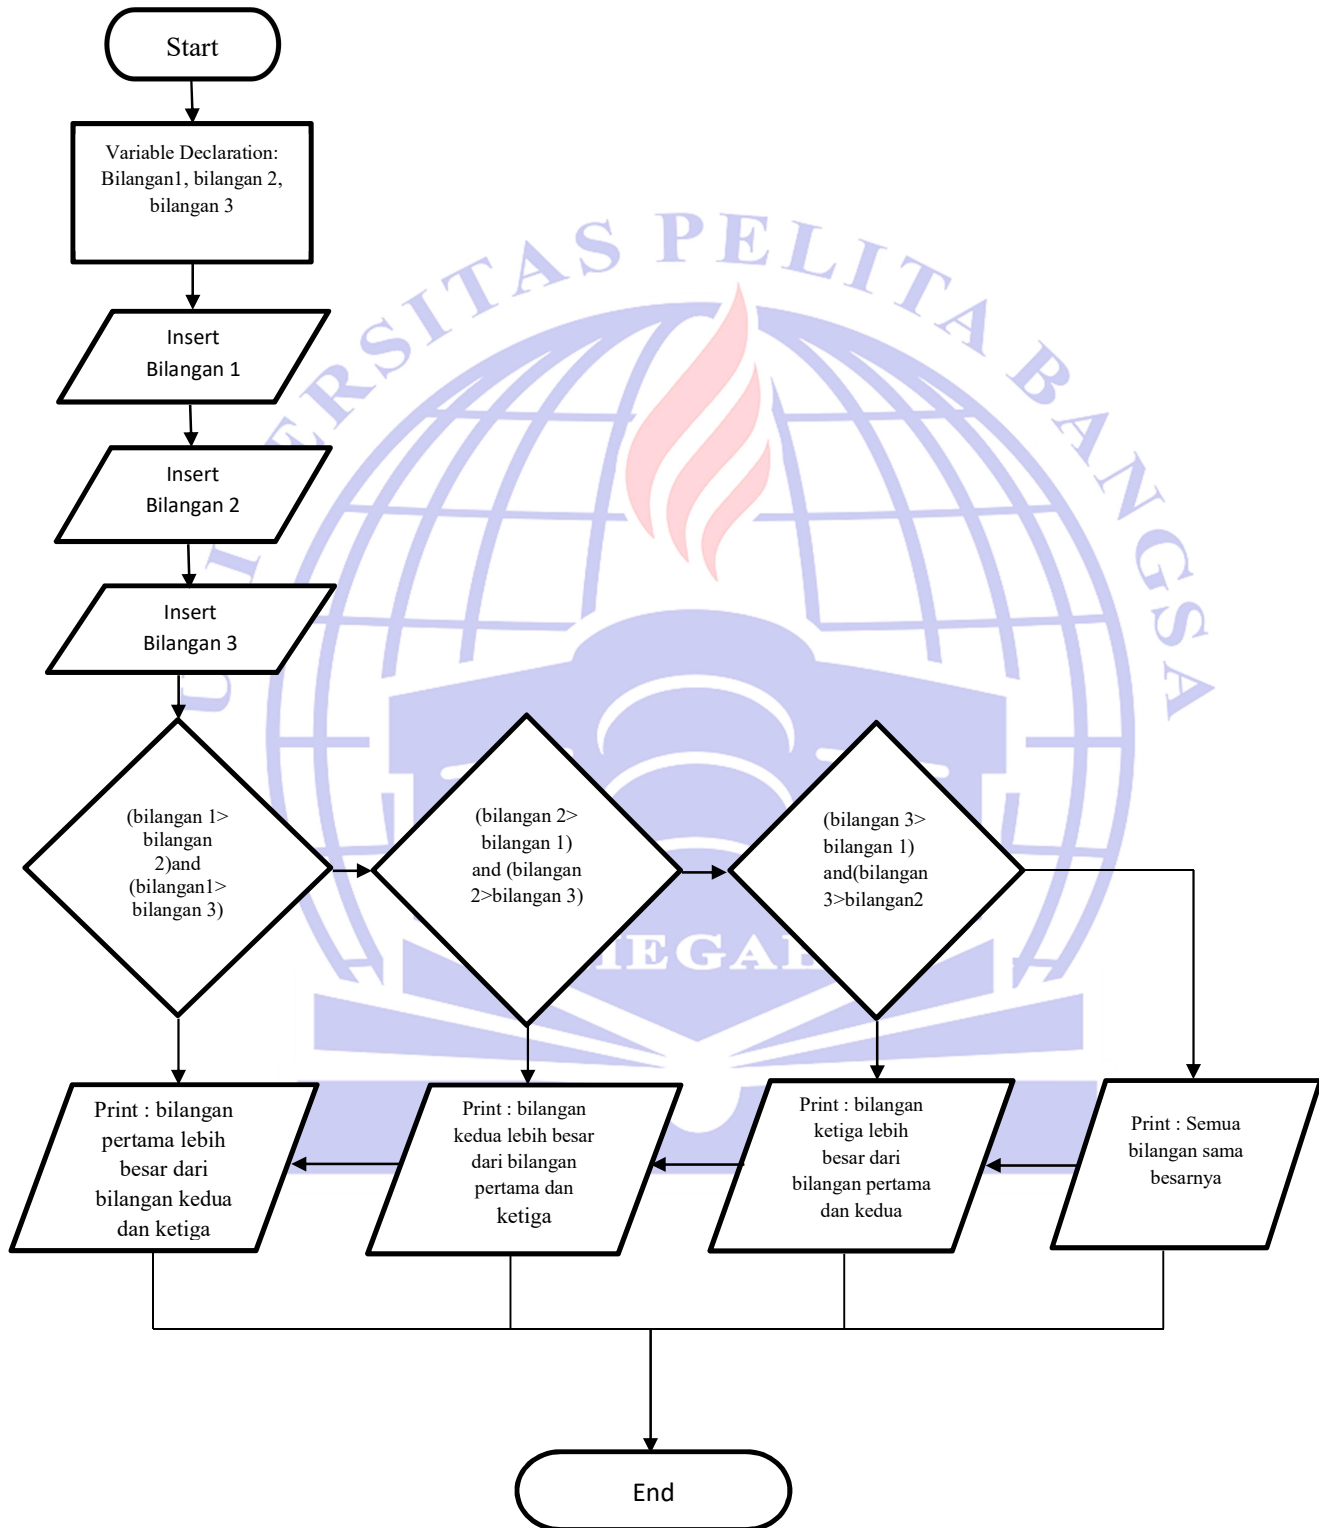 Start
Variable Declaration:
Bilangan1, bilangan 2,
bilangan 3
UNIVERSITAS PELITA BANGSA
Insert
Bilangan 1
Insert
Bilangan 2
Insert
Bilangan 3
(bilangan 1>
bilangan
2)and
(bilangan1>
bilangan 3)
(bilangan 2>
bilangan 1)
and (bilangan
2>bilangan 3)
(bilangan 3>
bilangan 1)
and(bilangan
3>bilangan2
Print : bilangan
pertama lebih
besar dari
bilangan kedua
dan ketiga
Print : bilangan
kedua lebih besar
dari bilangan
pertama dan
ketiga
Print : bilangan
ketiga lebih
besar dari
bilangan pertama
dan kedua
Print : Semua
bilangan sama
besarnya
End